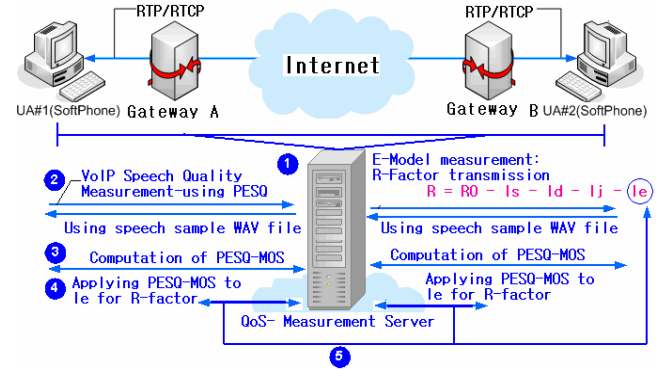 RTP/RTCP
RTP/RTCP
Internet
UA#1(SoftPhone)
Gateway A
Gateway B
UA#2(SoftPhone)
1
2
VoIP Speech Quality
Measurement-using PESQ
Using speech sample WAV file
3
Computation of PESQ-MOS
4
Applying PESQ-MOS to
Ie for R-factor
E-Model measurement:
R-Factor transmission
R = RO - Is - Id - Ij - Ie
Using speech sample WAV file
Computation of PESQ-MOS
Applying PESQ-MOS to
Ie for R-factor
QoS- Measurement Server
5